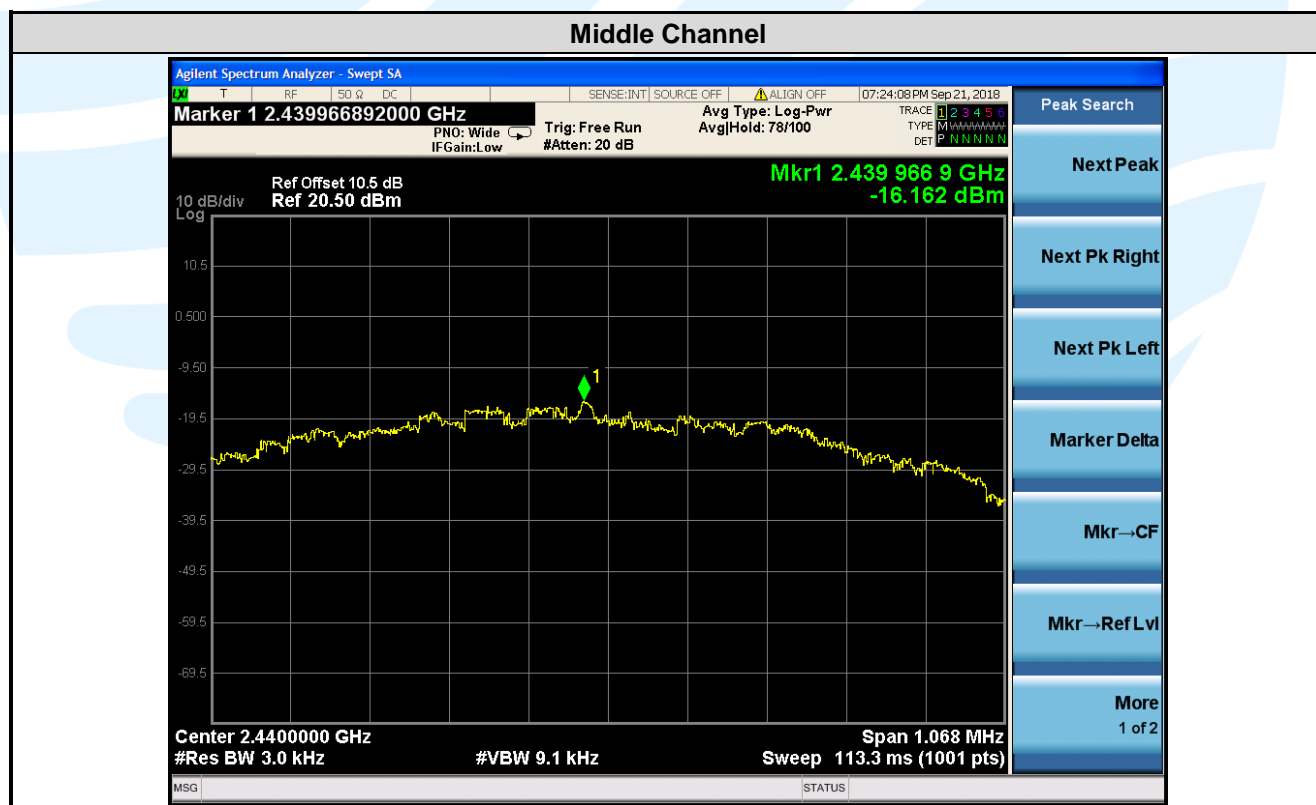 Middle Channel
Agilent Spectrum Analyzer - Swept SA
LXI T RF 50 Ω DC SENSE:INT SOURCE OFF ALIGN OFF 07:24:08 PM Sep 21, 2018
Marker 1 2.439966892000 GHz
PNO: Wide
IFGain:Low
Trig: Free Run
#Atten: 20 dB
Avg Type: Log-Pwr
Avg|Hold: 78/100
TRACE 1 2 3 4 5 6
TYPE M
DET P N N N N N
Mkr1 2.439 966 9 GHz
-16.162 dBm
Ref Offset 10.5 dB
10 dB/div Ref 20.50 dBm
Log
10.5
0.500
-9.50
-19.5
-29.5
-39.5
-49.5
-59.5
-69.5
1
Center 2.4400000 GHz
Span 1.068 MHz
#Res BW 3.0 kHz
#VBW 9.1 kHz
Sweep 113.3 ms (1001 pts)
MSG
STATUS
Peak Search
Next Peak
Next Pk Right
Next Pk Left
Marker Delta
Mkr→CF
Mkr→Ref Lvl
More
1 of 2